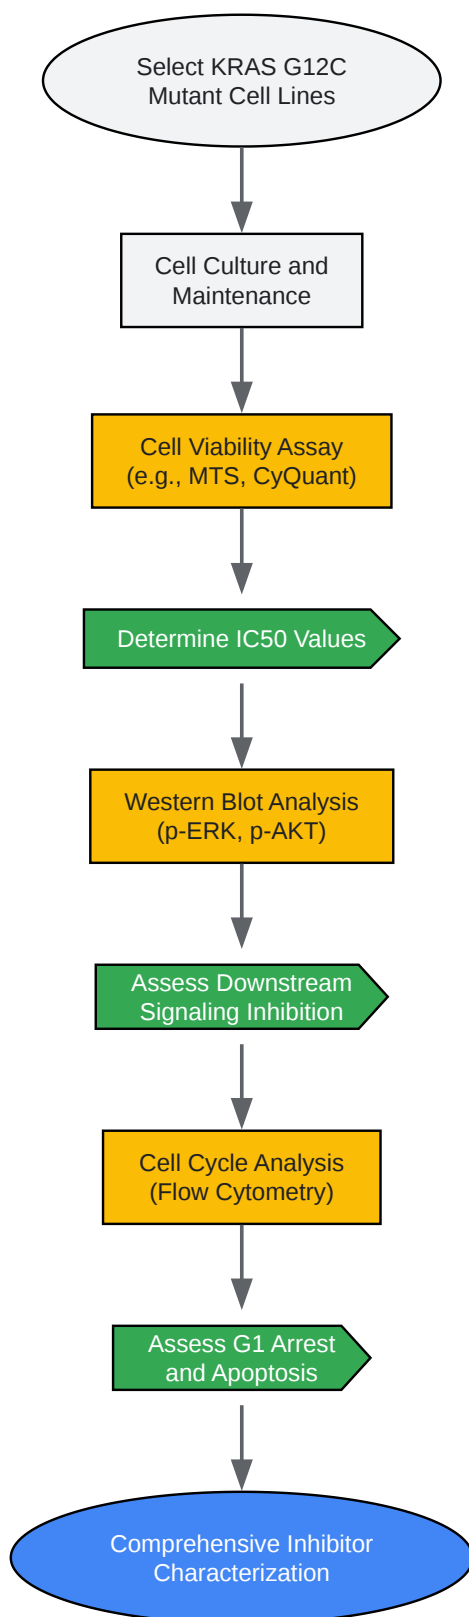 Select KRAS G12C
Mutant Cell Lines
Cell Culture and
Maintenance
Cell Viability Assay
(e.g., MTS, CyQuant)
Determine IC50 Values
Western Blot Analysis
(p-ERK, p-AKT)
Assess Downstream
Signaling Inhibition
Cell Cycle Analysis
(Flow Cytometry)
Assess G1 Arrest
and Apoptosis
Comprehensive Inhibitor
Characterization